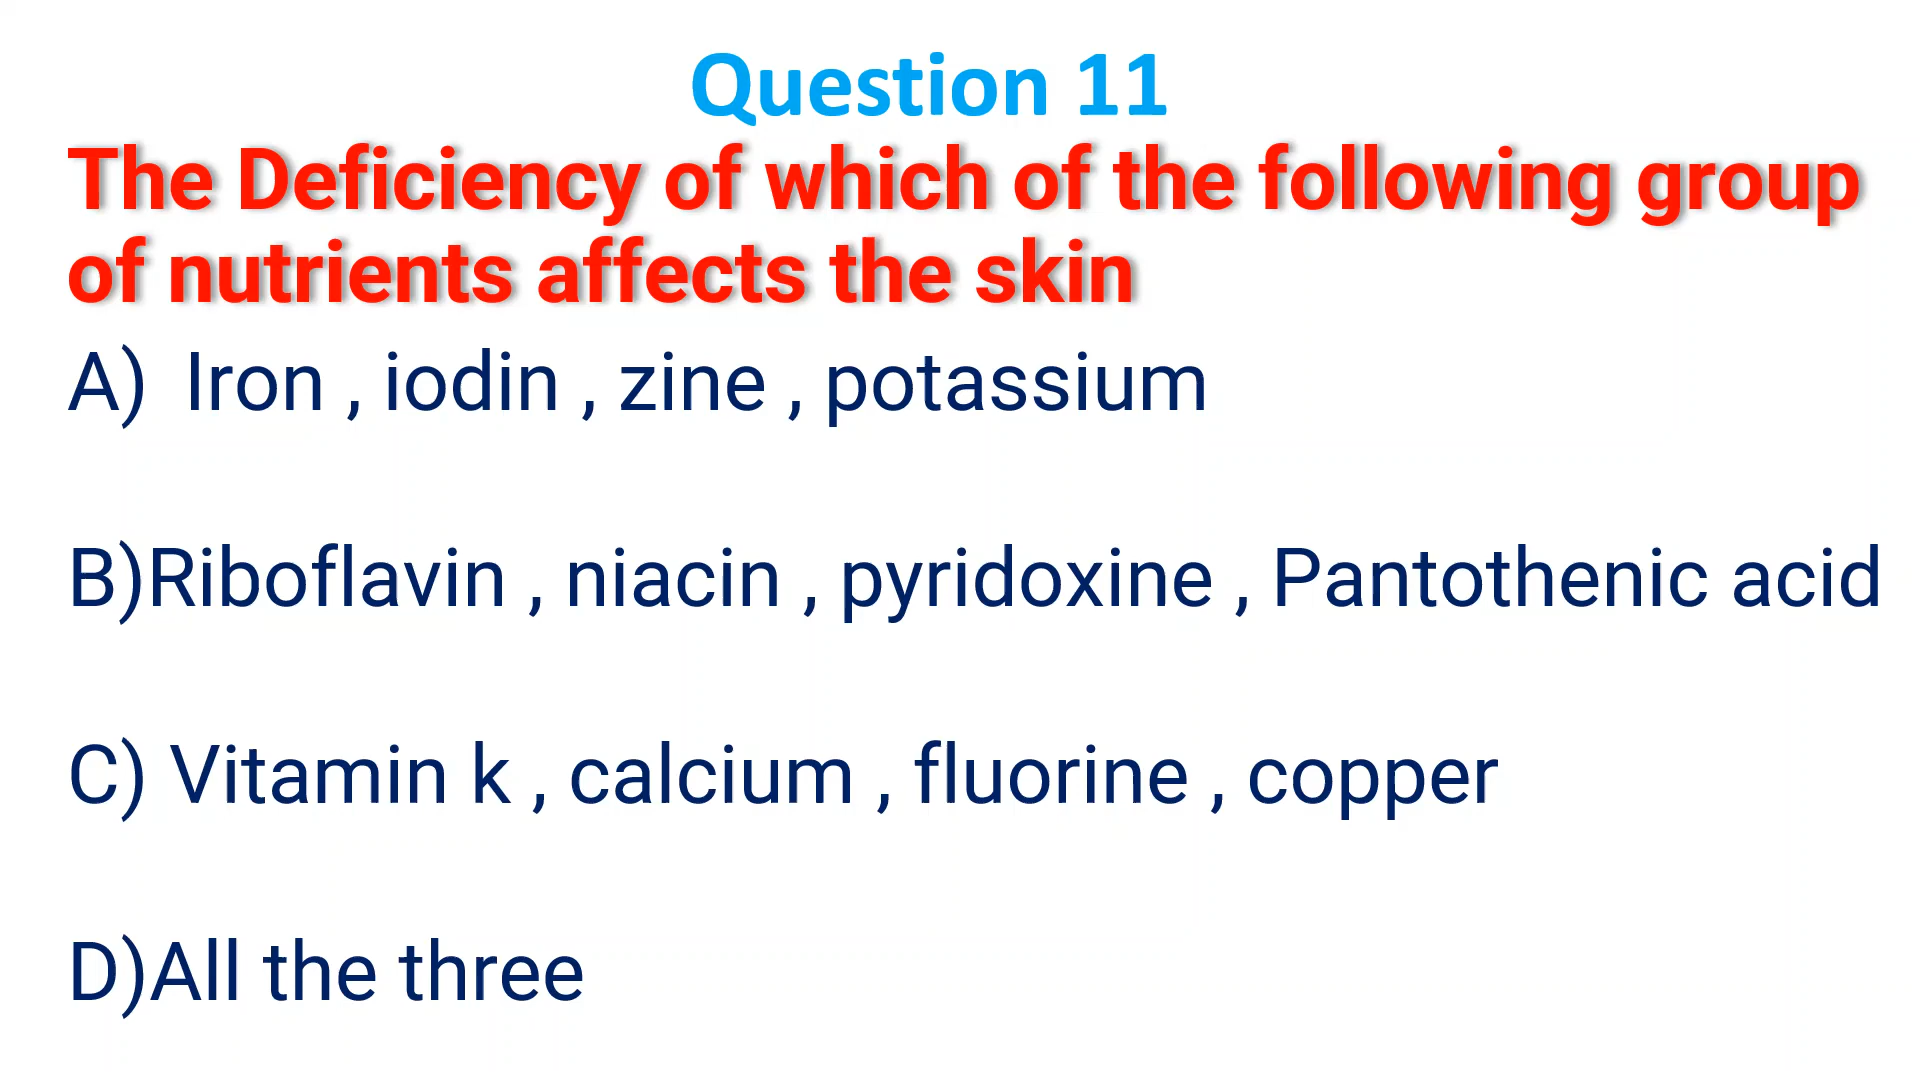 Question 11
The Deficiency of which of the following group
of nutrients affects the skin
A) Iron , iodin , zine , potassium
B)Riboflavin , niacin , pyridoxine , Pantothenic acid
C) Vitamin k , calcium , fluorine , copper
D)All the three